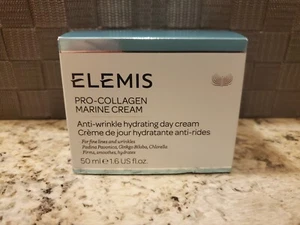 ELEMIS
PRO-COLLAGEN
MARINE CREAM
Anti-wrinkle hydrating day cream
Crème de jour hydratante anti-rides
For fine lines and wrinkles
Padina Pavonica, Ginkgo Biloba, Chlorella
Firms, smoothes, hydrates
50 ml e 1.6 US fl.oz.